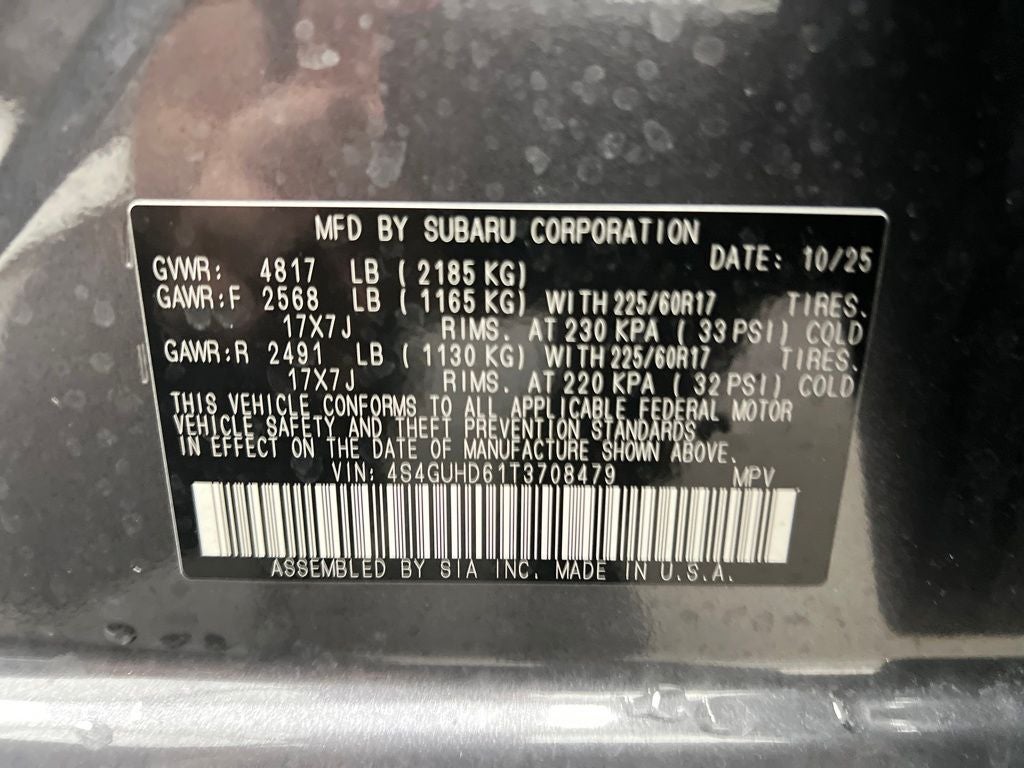 MFD BY SUBARU CORPORATION
DATE: 10/25
GVWR: 4817 LB ( 2185 KG)
GAWR:F 2568 LB ( 1165 KG) WITH 225/60R17 TIRES.
17X7J RIMS. AT 230 KPA ( 33 PSI) COLD
GAWR:R 2491 LB ( 1130 KG) WITH 225/60R17 TIRES.
17X7J RIMS. AT 220 KPA ( 32 PSI) COLD
THIS VEHICLE CONFORMS TO ALL APPLICABLE FEDERAL MOTOR
VEHICLE SAFETY AND THEFT PREVENTION STANDARDS
IN EFFECT ON THE DATE OF MANUFACTURE SHOWN ABOVE.
VIN: 4S4GUHD61T3708479 MPV
ASSEMBLED BY SIA INC. MADE IN U.S.A.